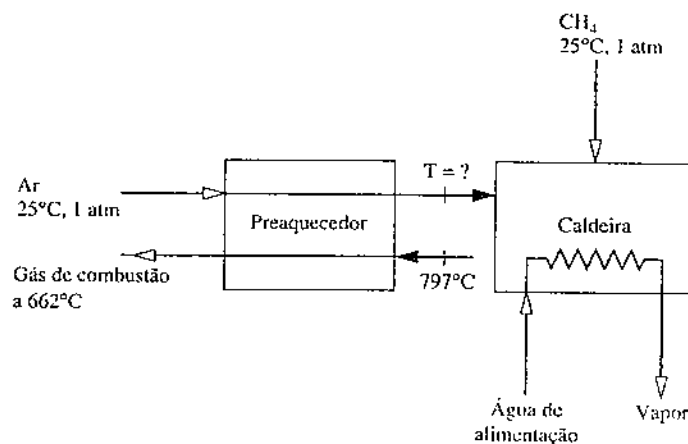 CH₄
25°C, 1 atm
T = ?
Ar
25°C, 1 atm
Preaquecedor
Caldeira
Gás de combustão
a 662°C
797°C
Água de
alimentação
Vapor